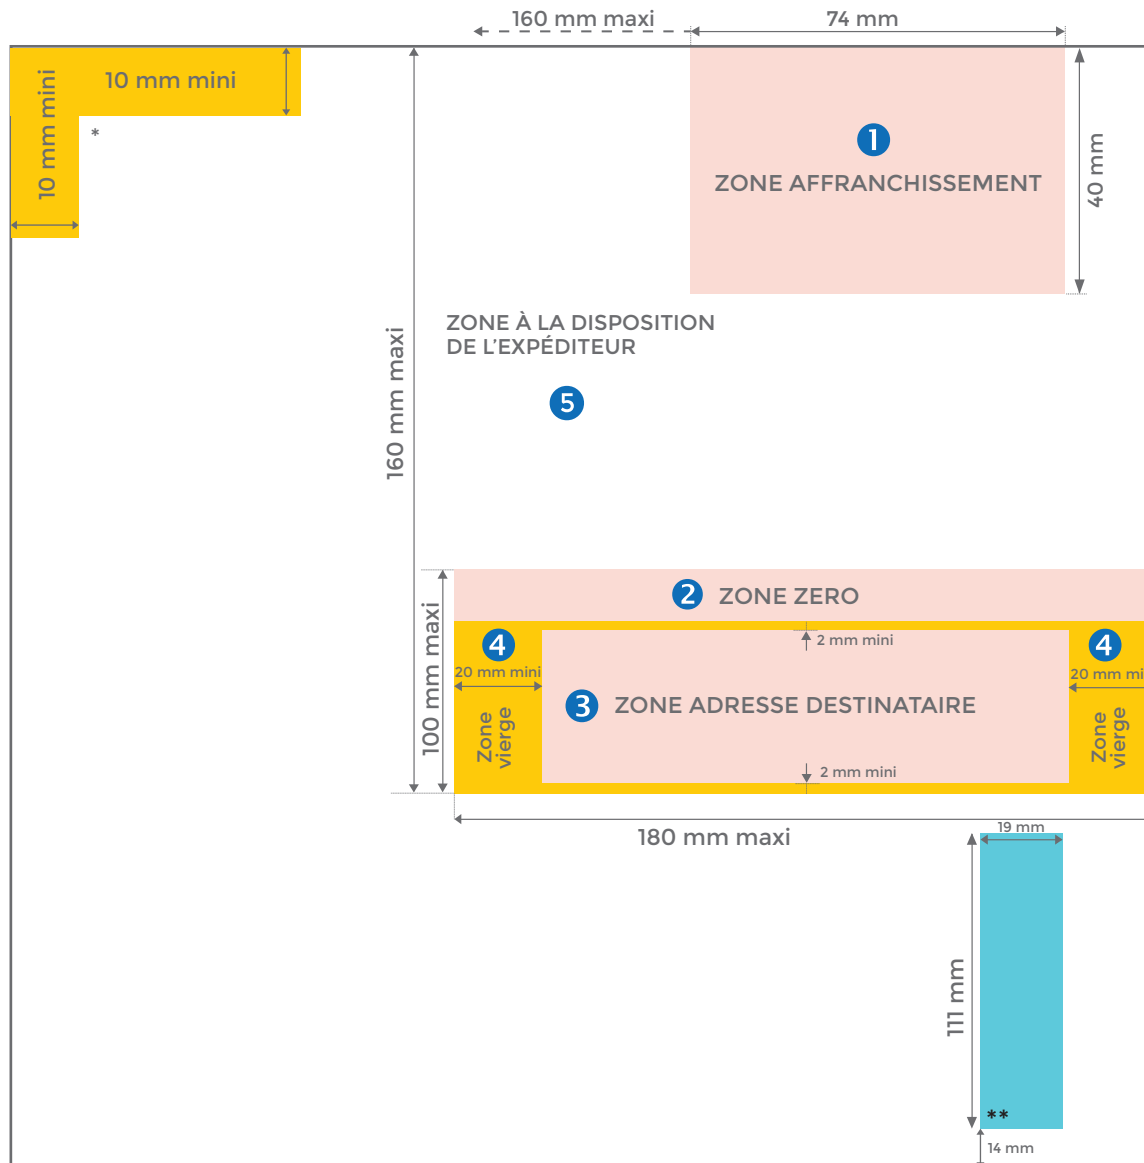 160 mm maxi
74 mm
10 mm mini
10 mm mini
*
1
ZONE AFFRANCHISSEMENT
40 mm
ZONE À LA DISPOSITION
DE L'EXPÉDITEUR
5
160 mm maxi
2 ZONE ZERO
100 mm maxi
4
20 mm mini
Zone
vierge
2 mm mini
3 ZONE ADRESSE DESTINATAIRE
2 mm mini
4
20 mm mi
Zone
vierge
180 mm maxi
19 mm
111 mm
**
14 mm